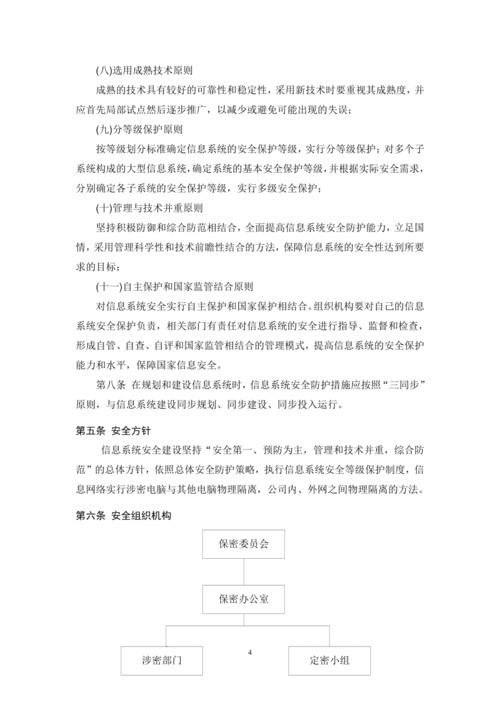 (八)选用成熟技术原则
成熟的技术具有较好的可靠性和稳定性，采用新技术时要重视其成熟度，并
应首先局部试点然后逐步推广，以减少或避免可能出现的失误；
(九)分等级保护原则
按等级划分标准确定信息系统的安全保护等级，实行分等级保护；对多个子
系统构成的大型信息系统，确定系统的基本安全保护等级，并根据实际安全需求，
分别确定各子系统的安全保护等级，实行多级安全保护；
(十)管理与技术并重原则
坚持积极防御和综合防范相结合，全面提高信息系统安全防护能力，立足国
情，采用管理科学性和技术前瞻性结合的方法，保障信息系统的安全性达到所要
求的目标；
(十一)自主保护和国家监管结合原则
对信息系统安全实行自主保护和国家保护相结合。组织机构要对自己的信息
系统安全保护负责，相关部门有责任对信息系统的安全进行指导、监督和检查，
形成自管、自查、自评和国家监管相结合的管理模式，提高信息系统的安全保护
能力和水平，保障国家信息安全。
第八条 在规划和建设信息系统时，信息系统安全防护措施应按照“三同步”
原则，与信息系统建设同步规划、同步建设、同步投入运行。
第五条 安全方针
信息系统安全建设坚持“安全第一、预防为主，管理和技术并重，综合防
范”的总体方针，依照总体安全防护策略，执行信息系统安全等级保护制度，信
息网络实行涉密电脑与其他电脑物理隔离，公司内、外网之间物理隔离的方法。
第六条 安全组织机构
保密委员会
保密办公室
涉密部门
定密小组
4